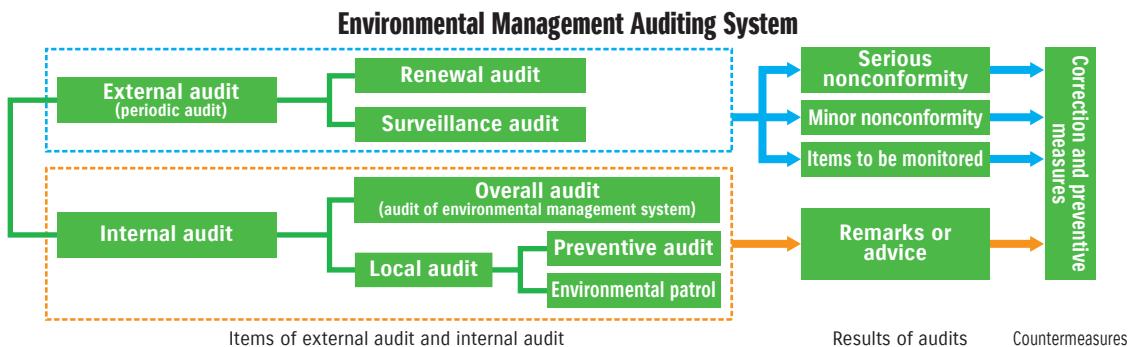 Environmental Management Auditing System
External audit
(periodic audit)
Renewal audit
Surveillance audit
Internal audit
Overall audit
(audit of environmental management system)
Local audit
Preventive audit
Environmental patrol
Serious
nonconformity
Minor nonconformity
Items to be monitored
Remarks or
advice
Correction and preventive
measures
Items of external audit and internal audit
Results of audits
Countermeasures